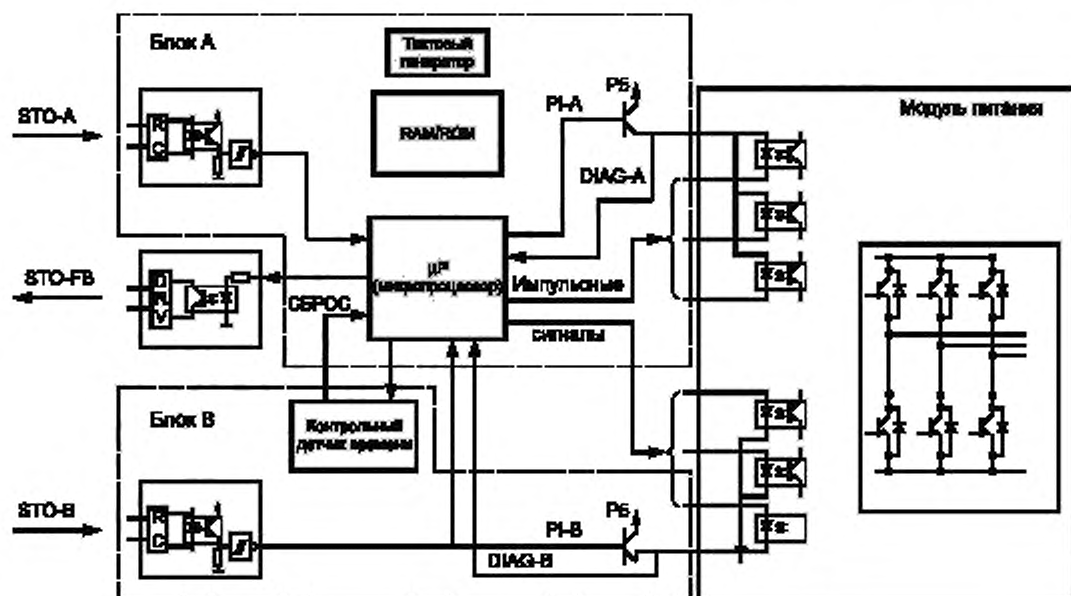 Блок А
Тактовый
генератор
RAM/ROM
STO-A
R
C
PI-A
P5
DIAG-A
Модуль питания
STO-FB
D
R
V
(микропроцессор)
СБРОС
Импульсные
сигналы
Блок В
Контрольный
датчик времени
STO-B
R
C
PI-B
P5
DIAG-B